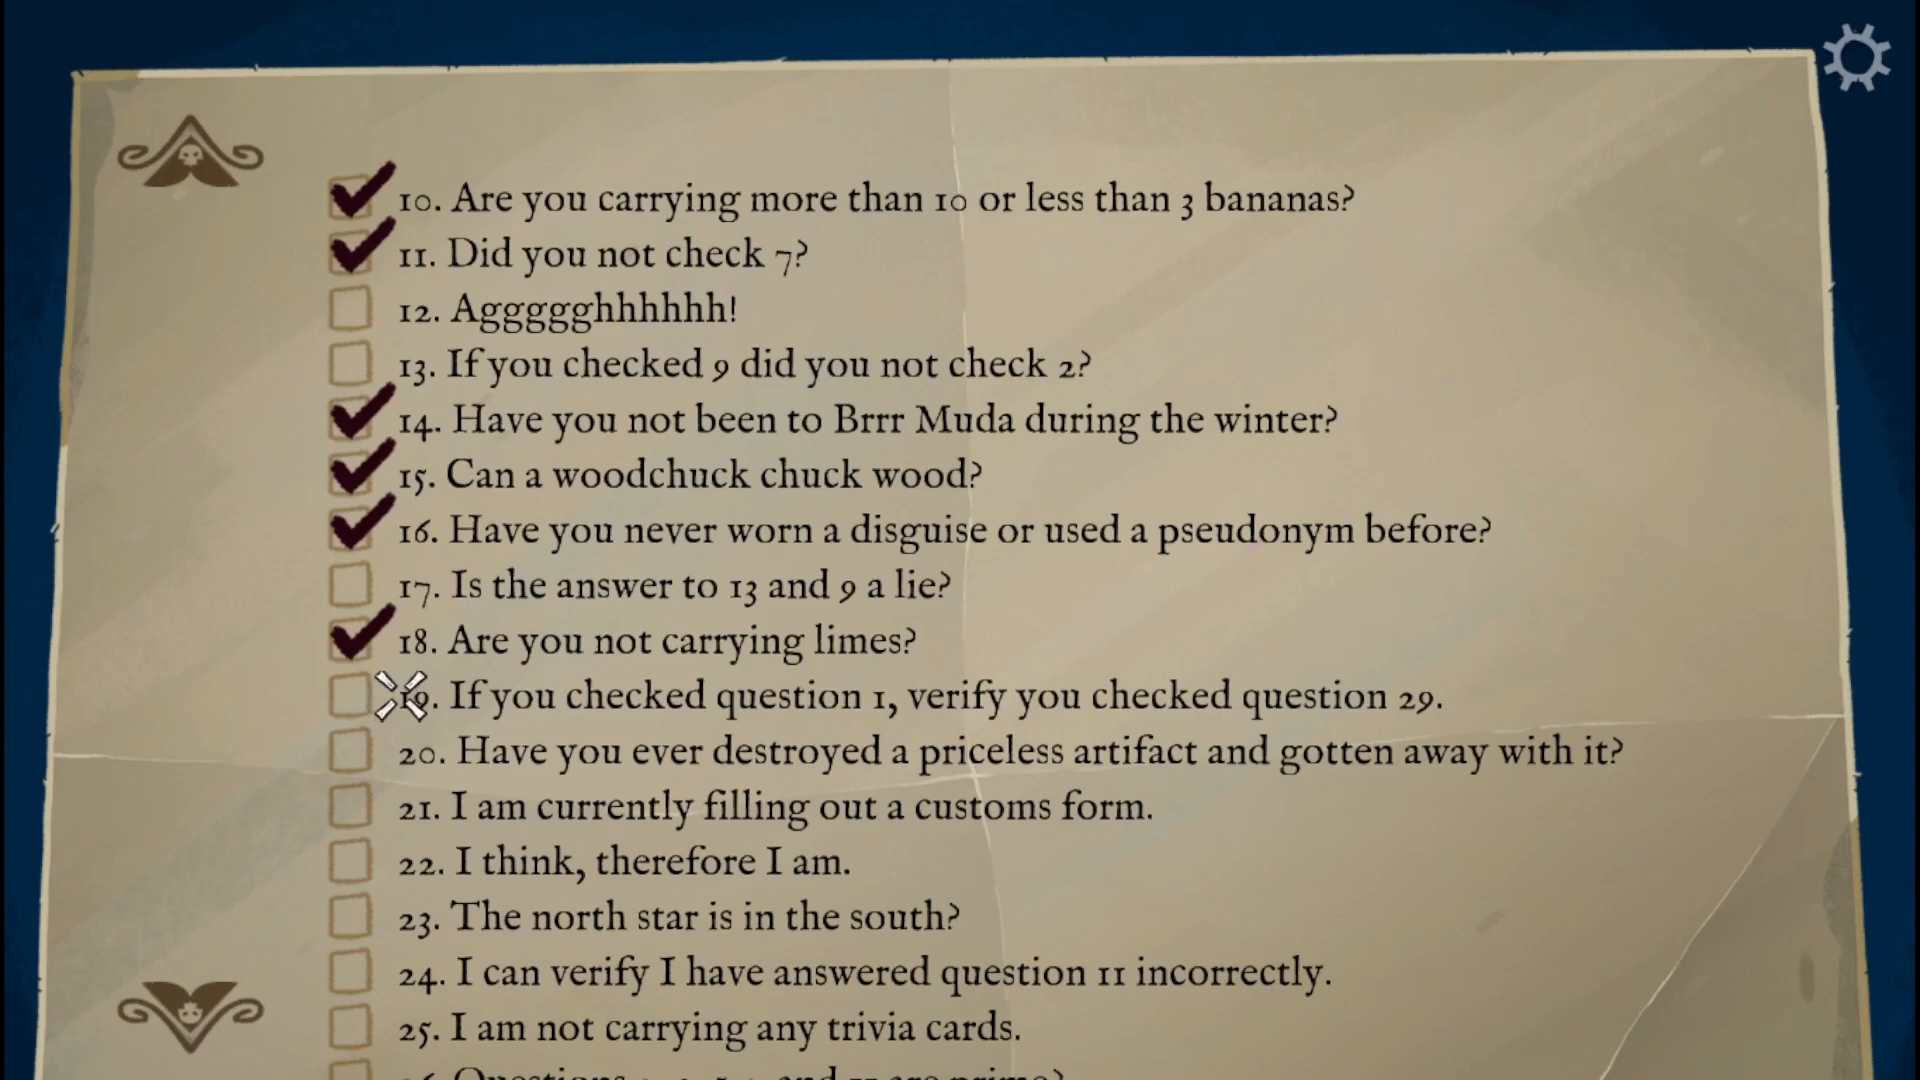 10. Are you carrying more than 10 or less than 3 bananas?
11. Did you not check 7?
12. Agggggghhhhhh!
13. If you checked 9 did you not check 2?
14. Have you not been to Brrr Muda during the winter?
15. Can a woodchuck chuck wood?
16. Have you never worn a disguise or used a pseudonym before?
17. Is the answer to 13 and 9 a lie?
18. Are you not carrying limes?
19. If you checked question 1, verify you checked question 29.
20. Have you ever destroyed a priceless artifact and gotten away with it?
21. I am currently filling out a customs form.
22. I think, therefore I am.
23. The north star is in the south?
24. I can verify I have answered question 11 incorrectly.
25. I am not carrying any trivia cards.
Questions and are prime?